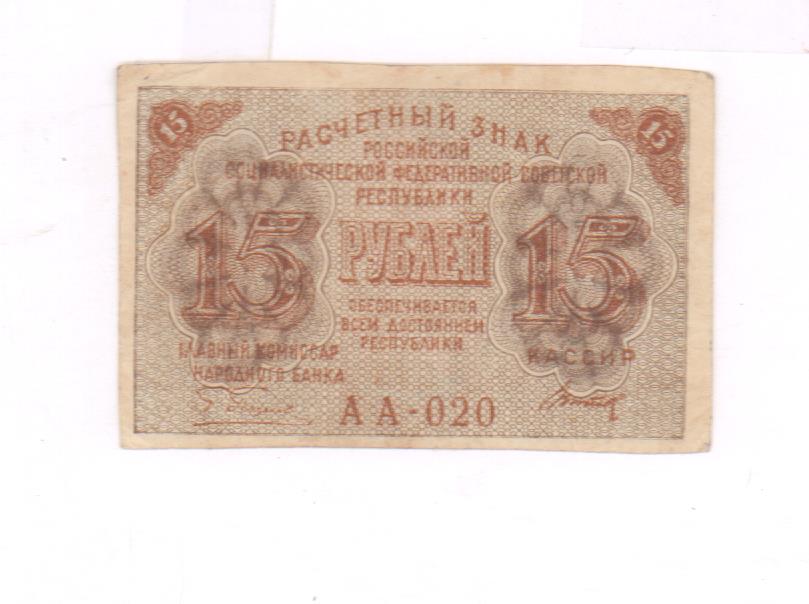 15 15
РАСЧЕТНЫЙ ЗНАК
РОССИЙСКОЙ
СОЦИАЛИСТИЧЕСКОЙ ФЕДЕРАТИВНОЙ СОВЕТСКОЙ
РЕСПУБЛИКИ
15 РУБЛЕЙ 15
ОБЕСПЕЧИВАЕТСЯ
ВСЕМ ДОСТОЯНИЕМ
РЕСПУБЛИКИ
ГЛАВНЫЙ КОМИССАР
НАРОДНОГО БАНКА
КАССИР
АА-020